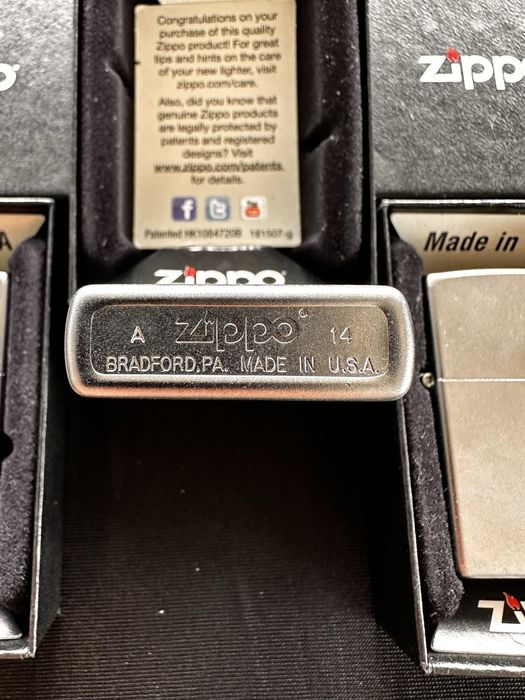 Congratulations on your
purchase of this quality
Zippo product! For great
tips and hints on the care
of your new lighter, visit
zippo.com/care.
Also, did you know that
genuine Zippo products
are legally protected by
patents and registered
designs? Visit
www.zippo.com/patents
for details.
Patented HK1084720B 181507-g
zippo
zippo
A zippo 14
BRADFORD,PA. MADE IN U.S.A.
A
Made in